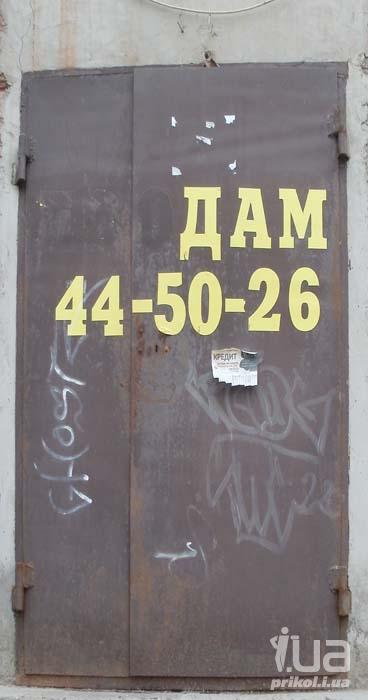 ДАМ
44-50-26
КРЕДИТ
GHOST
i.ua
prikol.i.ua